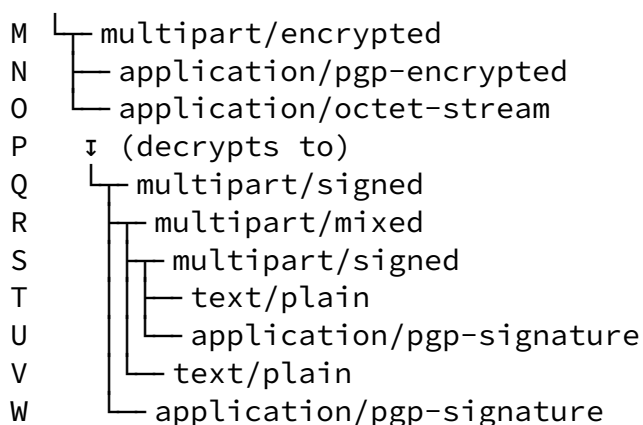 M └┬╴multipart/encrypted
N  ├─╴application/pgp-encrypted
O  └─╴application/octet-stream
P   ↧ (decrypts to)
Q   └┬╴multipart/signed
R    ├┬╴multipart/mixed
S    │├┬╴multipart/signed
T    ││├─╴text/plain
U    ││└─╴application/pgp-signature
V    │└─╴text/plain
W    └─╴application/pgp-signature